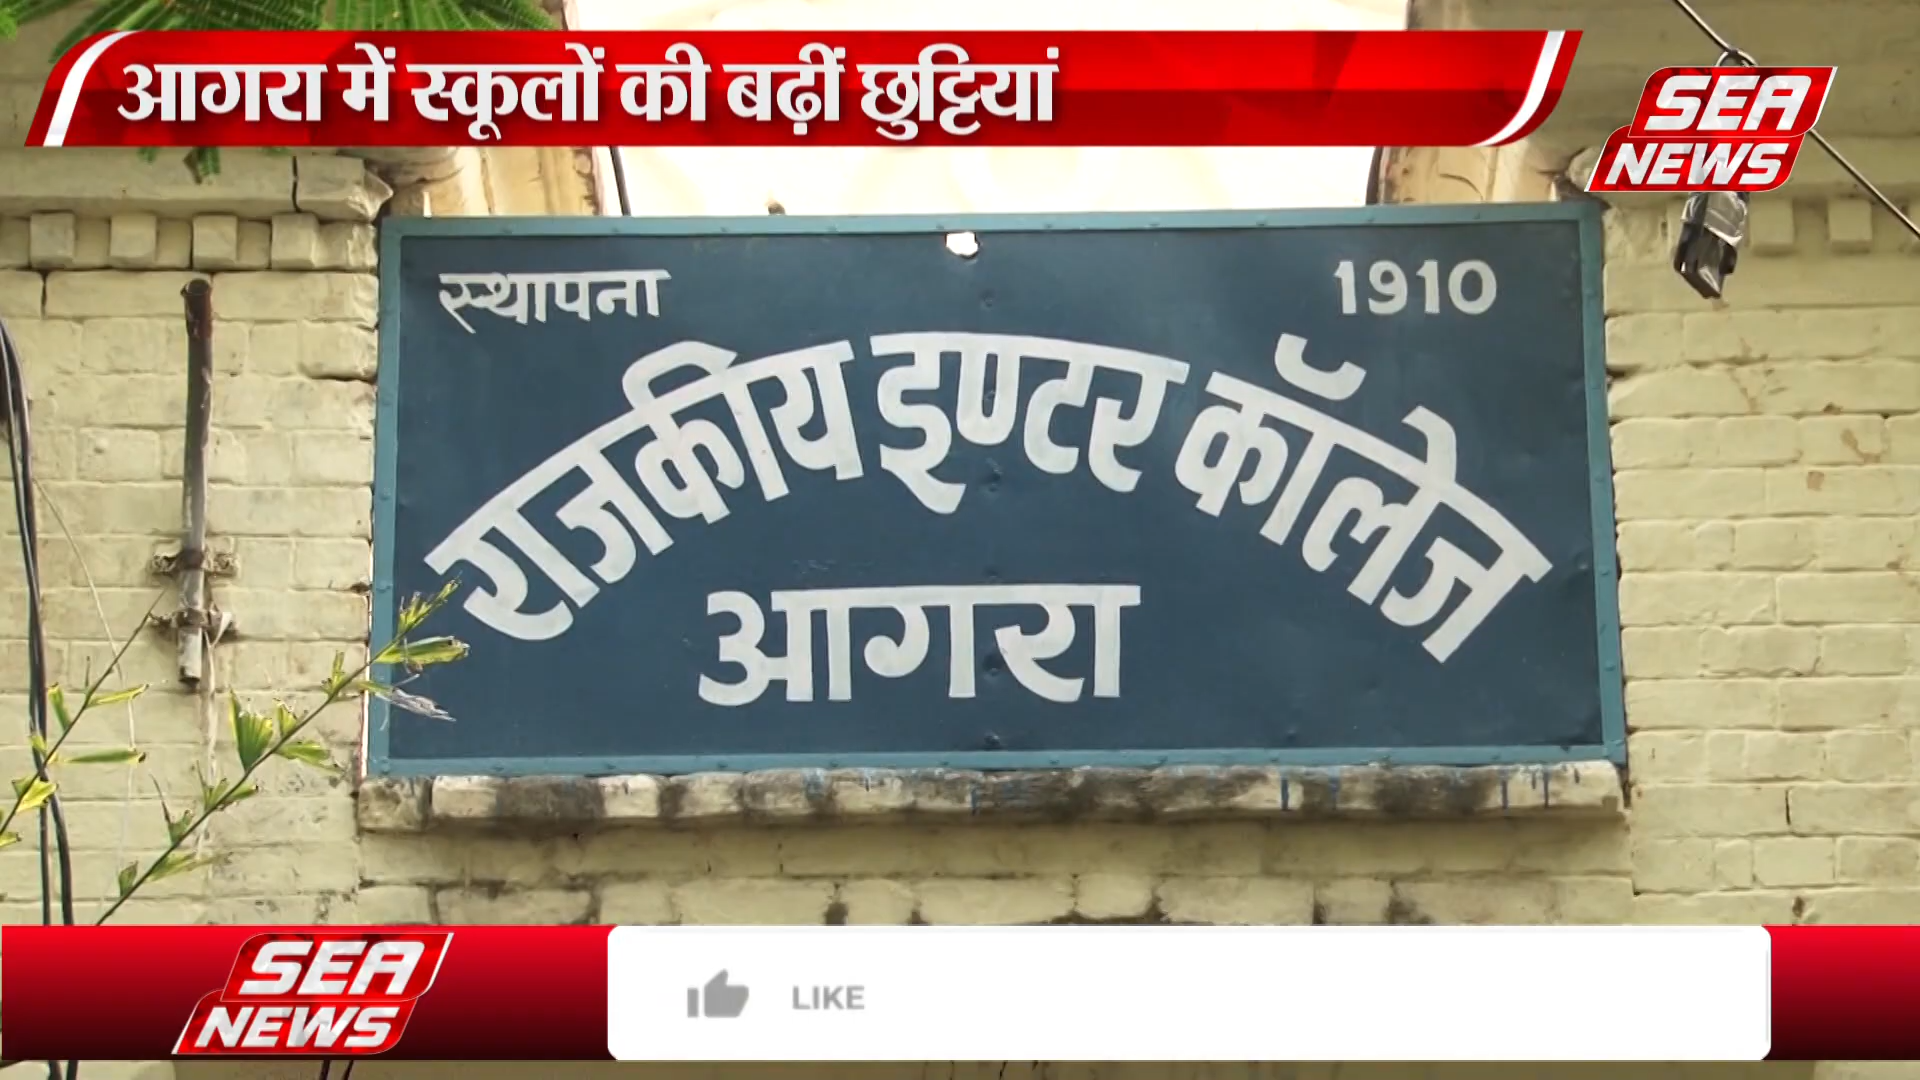 आगरा में स्कूलों की बढ़ीं छुट्टियां
SEA
NEWS
स्थापना 1910
राजकीय इण्टर कॉलेज
आगरा
SEA
NEWS
LIKE